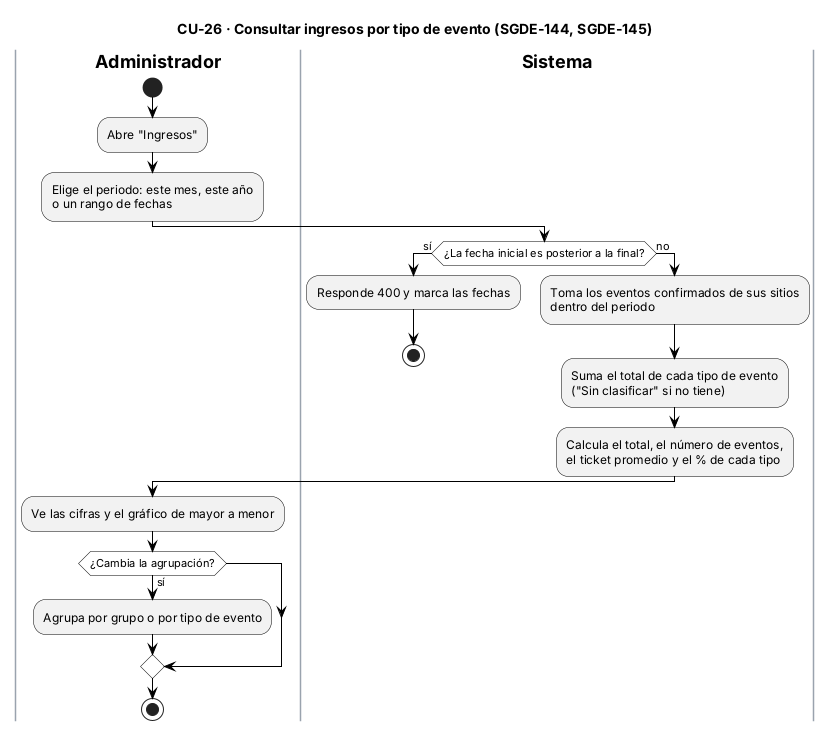 CU-26 · Consultar ingresos por tipo de evento (SGDE-144, SGDE-145)
Administrador
Sistema
Abre "Ingresos"
Elige el periodo: este mes, este año
o un rango de fechas
sí
¿La fecha inicial es posterior a la final?
no
Responde 400 y marca las fechas
Toma los eventos confirmados de sus sitios
dentro del periodo
Suma el total de cada tipo de evento
("Sin clasificar" si no tiene)
Calcula el total, el número de eventos,
el ticket promedio y el % de cada tipo
Ve las cifras y el gráfico de mayor a menor
¿Cambia la agrupación?
sí
Agrupa por grupo o por tipo de evento